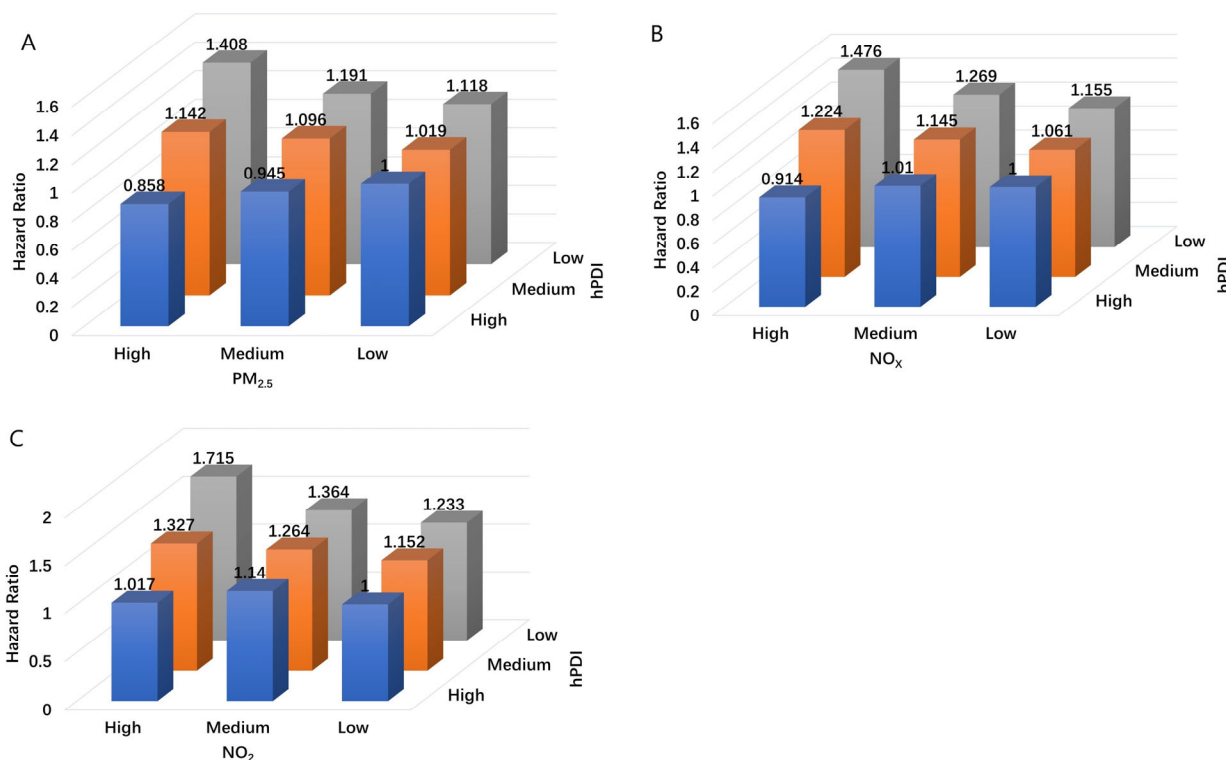 A
1.408
1.191
1.118
1.142
1.096
1.019
0.858
0.945
1
1.6
1.4
1.2
1
0.8
0.6
0.4
0.2
0
Hazard Ratio
High
Medium
Low
PM2.5
Low
Medium
High
hPDI
B
1.476
1.269
1.155
1.224
1.145
1.061
0.914
1.01
1
1.6
1.4
1.2
1
0.8
0.6
0.4
0.2
0
Hazard Ratio
High
Medium
Low
NOX
Low
Medium
High
hPDI
C
1.715
1.364
1.233
1.327
1.264
1.152
1.017
1.14
1
2
1.5
1
0.5
0
Hazard Ratio
High
Medium
Low
NO2
Low
Medium
High
hPDI